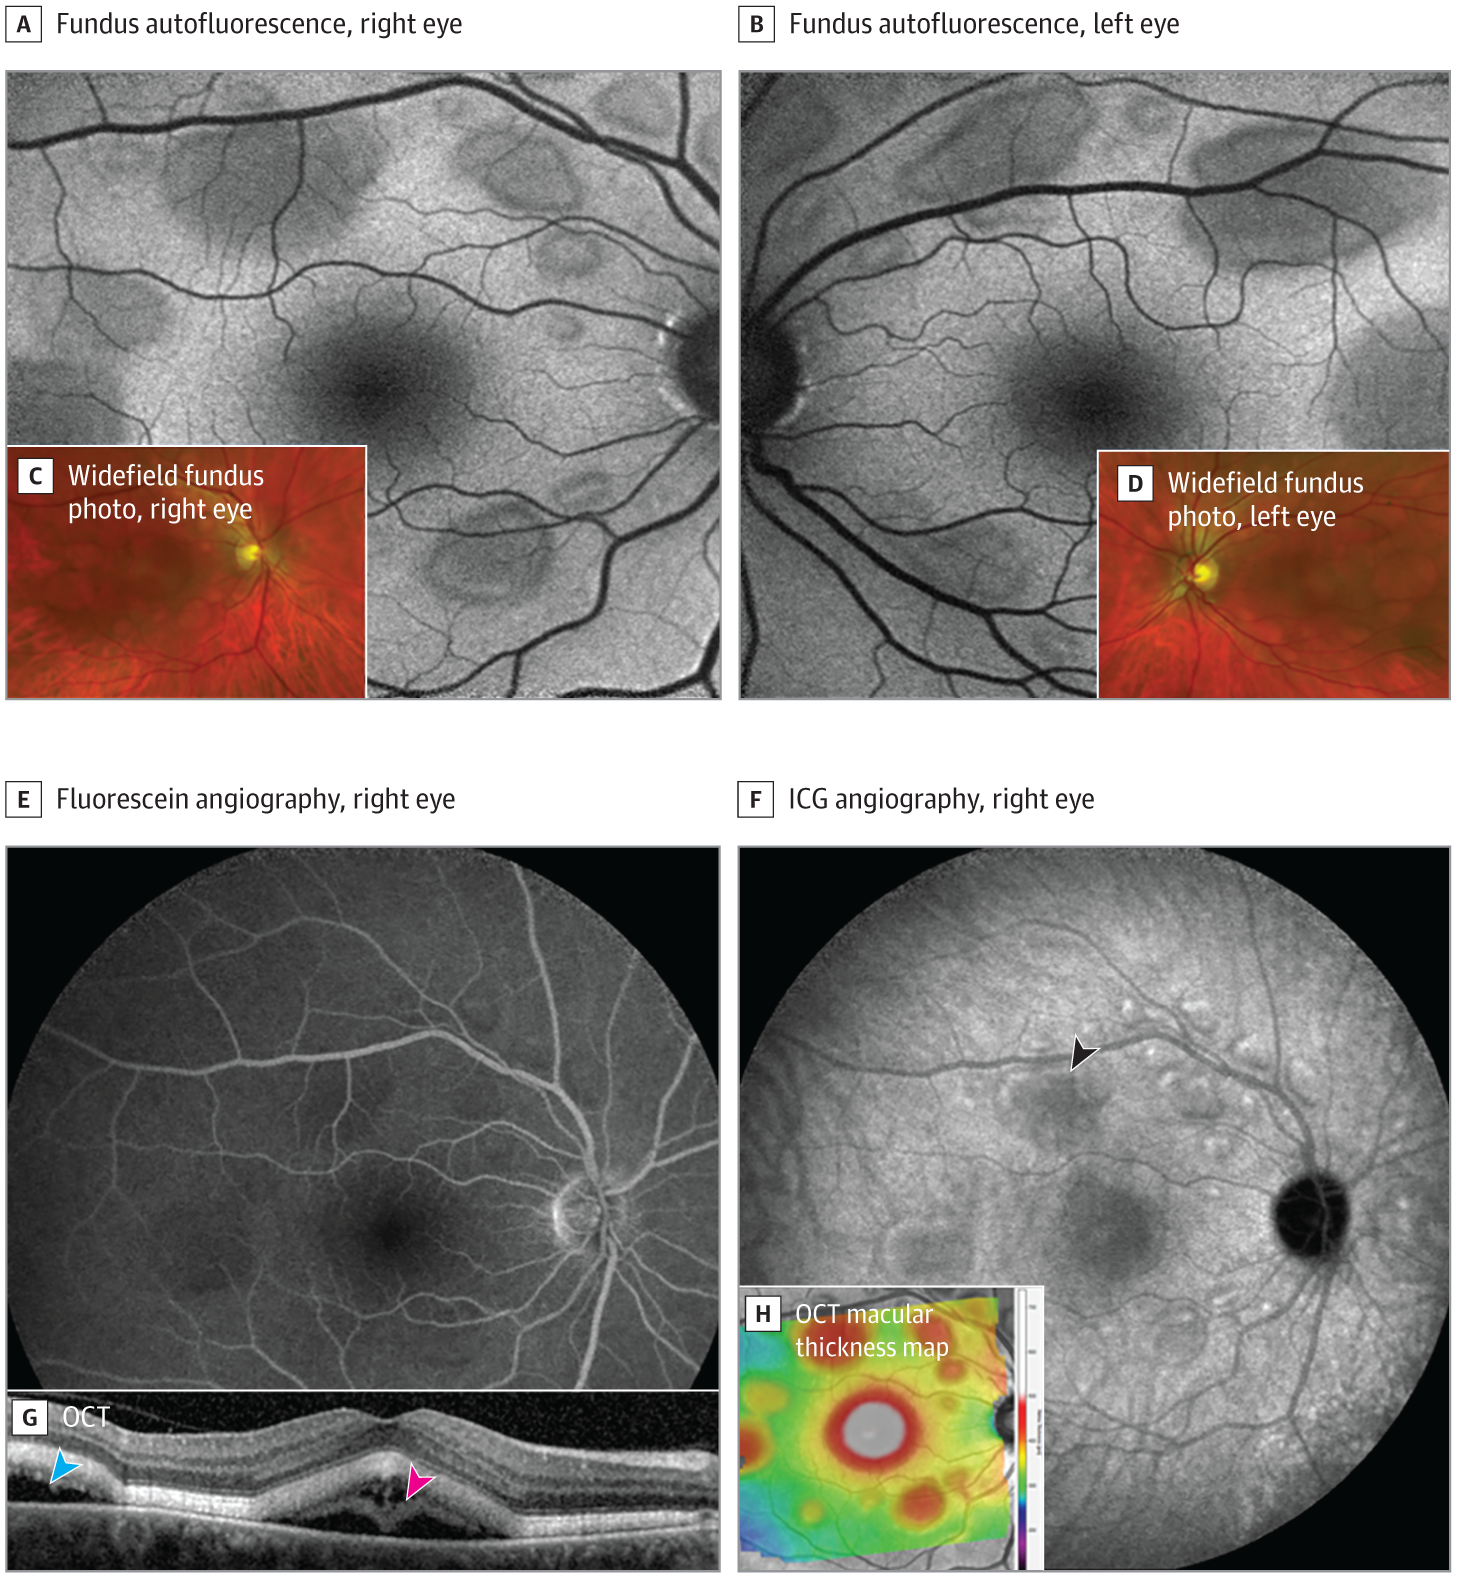 A Fundus autofluorescence, right eye
B Fundus autofluorescence, left eye
C Widefield fundus
photo, right eye
D Widefield fundus
photo, left eye
E Fluorescein angiography, right eye
F ICG angiography, right eye
G OCT
H OCT macular
thickness map